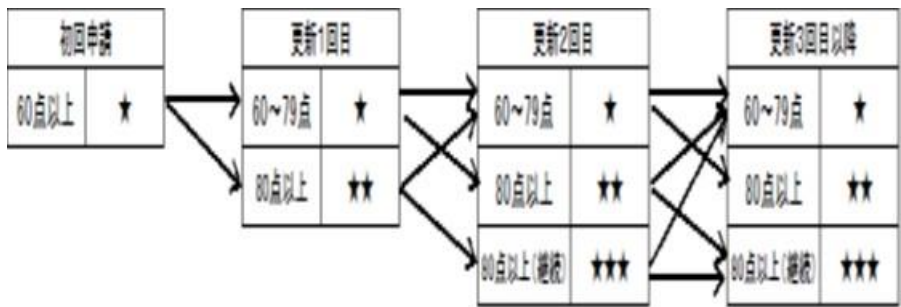 初回申請
60点以上 ★
更新1回目
60～79点 ★
80点以上 ★★
更新2回目
60～79点 ★
80点以上 ★★
80点以上(継続) ★★★
更新3回目以降
60～79点 ★
80点以上 ★★
80点以上(継続) ★★★